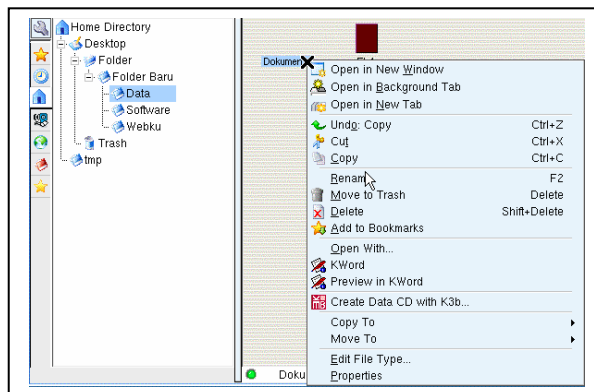 Home Directory
Desktop
Folder
Folder Baru
Data
Software
Webku
Trash
tmp
Open in New Window
Open in Background Tab
Open in New Tab
Undo: Copy Ctrl+Z
Cut Ctrl+X
Copy Ctrl+C
Rename F2
Move to Trash Delete
Delete Shift+Delete
Add to Bookmarks
Open With...
KWord
Preview in KWord
Create Data CD with K3b...
Copy To
Move To
Edit File Type...
Properties
Doku